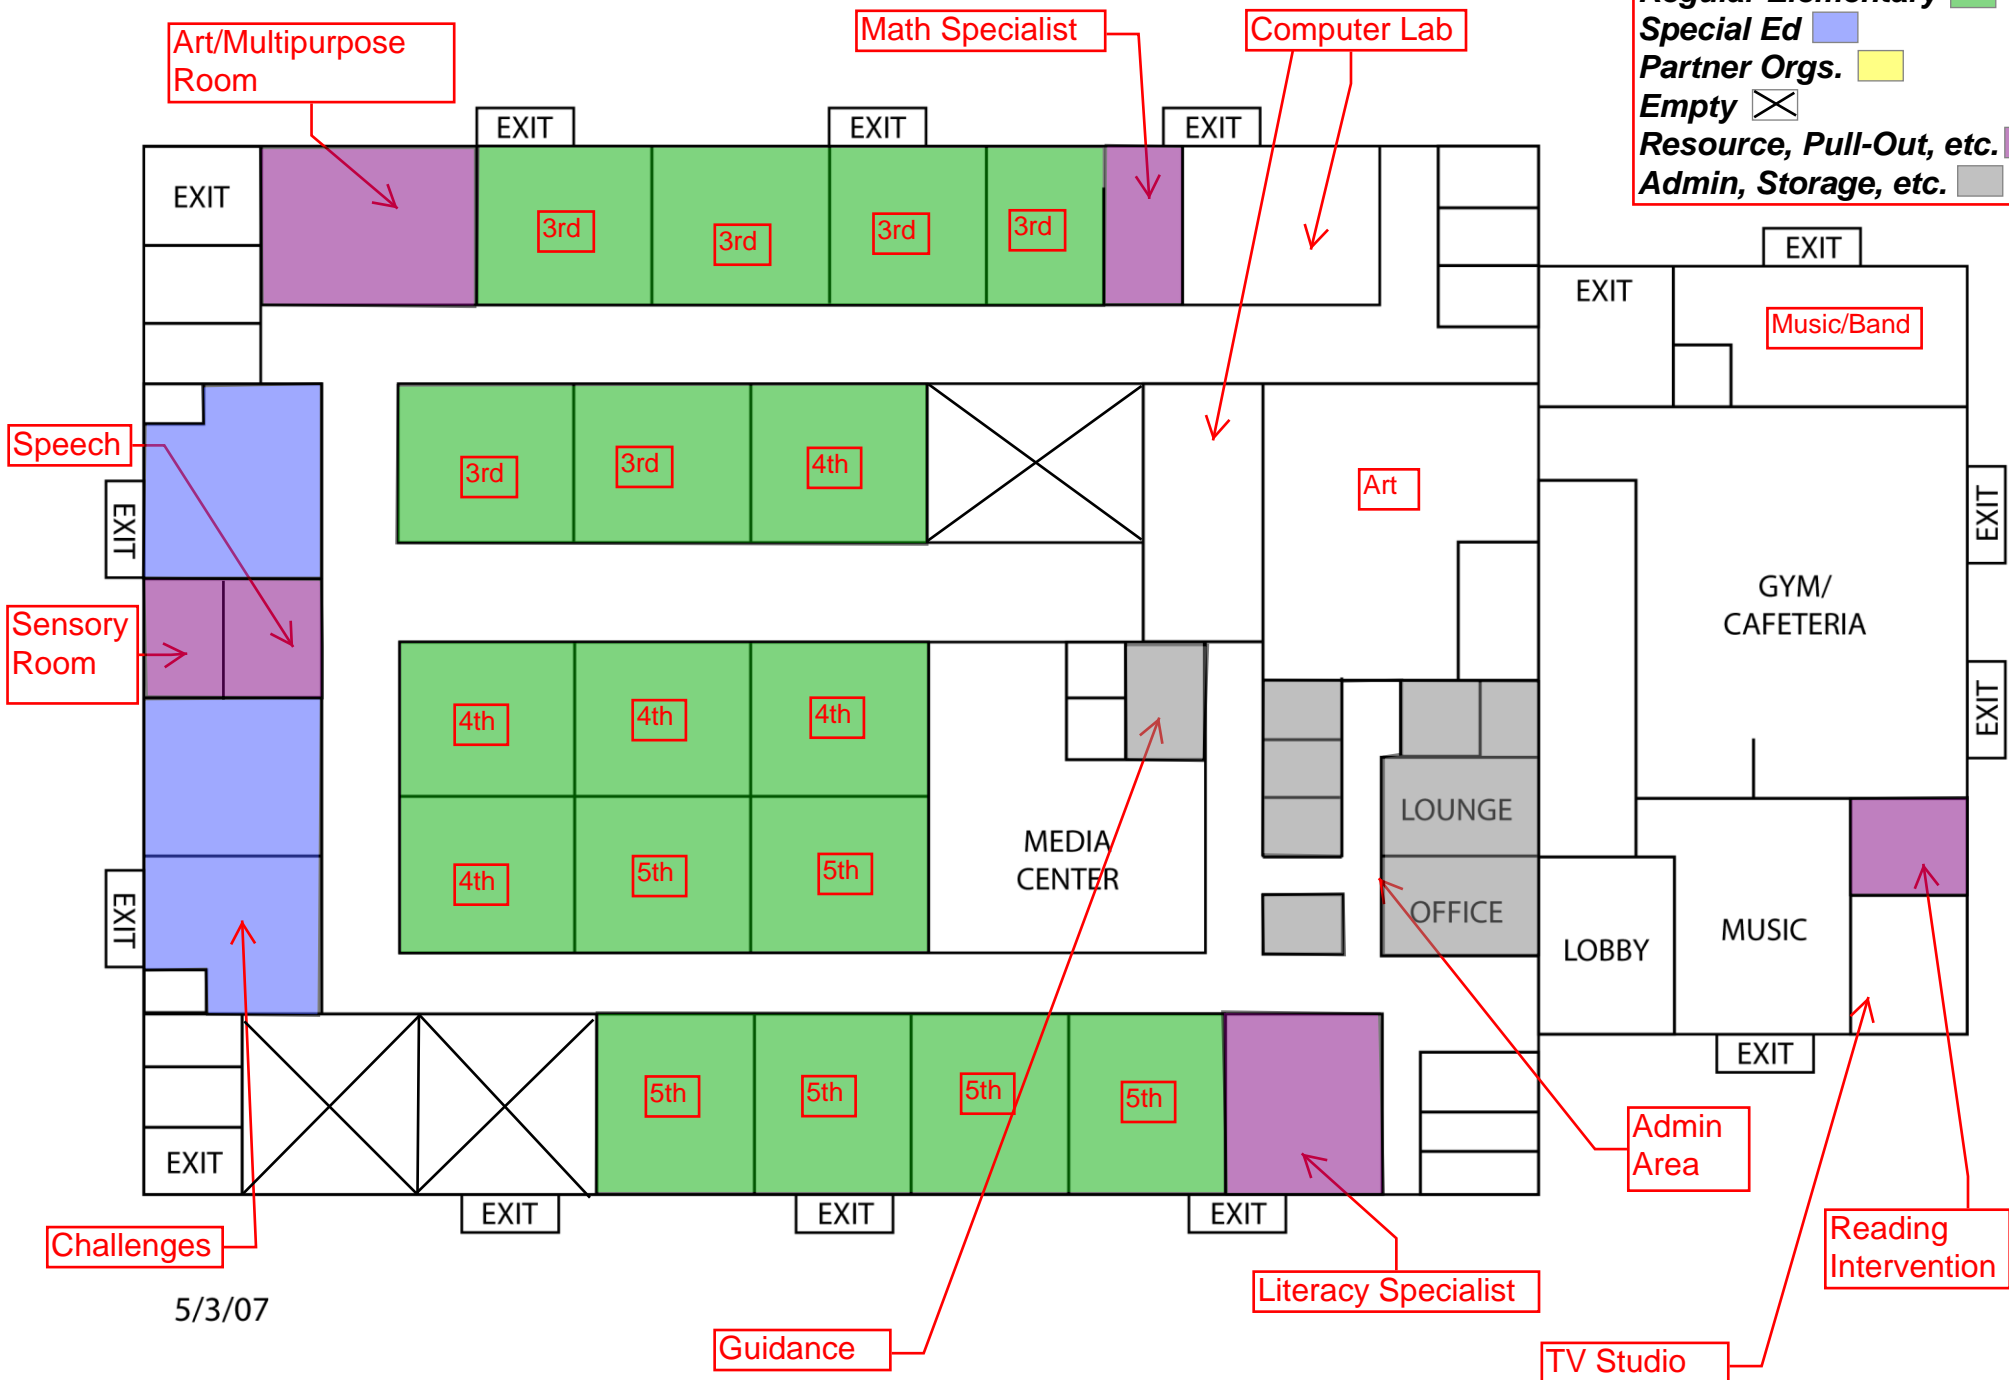 Regular Elementary
Special Ed
Partner Orgs.
Empty
Resource, Pull-Out, etc.
Admin, Storage, etc.
Art/Multipurpose
Room
Math Specialist
Computer Lab
EXIT
EXIT
EXIT
EXIT
3rd
3rd
3rd
3rd
EXIT
EXIT
Music/Band
Speech
3rd
3rd
4th
Art
EXIT
EXIT
GYM/
CAFETERIA
Sensory
Room
4th
4th
4th
EXIT
LOUNGE
MEDIA
CENTER
4th
5th
5th
EXIT
OFFICE
LOBBY
MUSIC
5th
5th
5th
5th
EXIT
EXIT
Admin
Area
EXIT
EXIT
EXIT
Challenges
Reading
Intervention
Literacy Specialist
5/3/07
Guidance
TV Studio